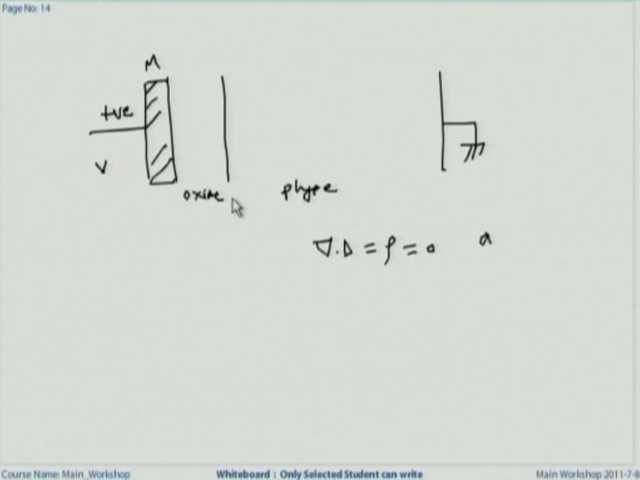 Page No: 14
M
+ve
V
oxide
p type
∇.D = ρ = 0
a
Course Name: Main_Workshop
Whiteboard : Only Selected Student can write
Main Workshop 2011-7-8